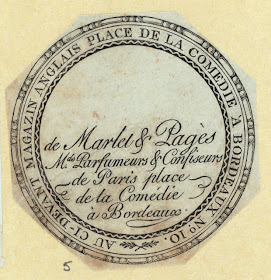 AU CI-DEVANT MAGAZIN ANGLAIS PLACE DE LA COMEDIE A BORDEAUX Nº 10.
de Marlet & Pagès
Mds. Parfumeurs & Confiseurs
de Paris place
de la Comédie
à Bordeaux
5